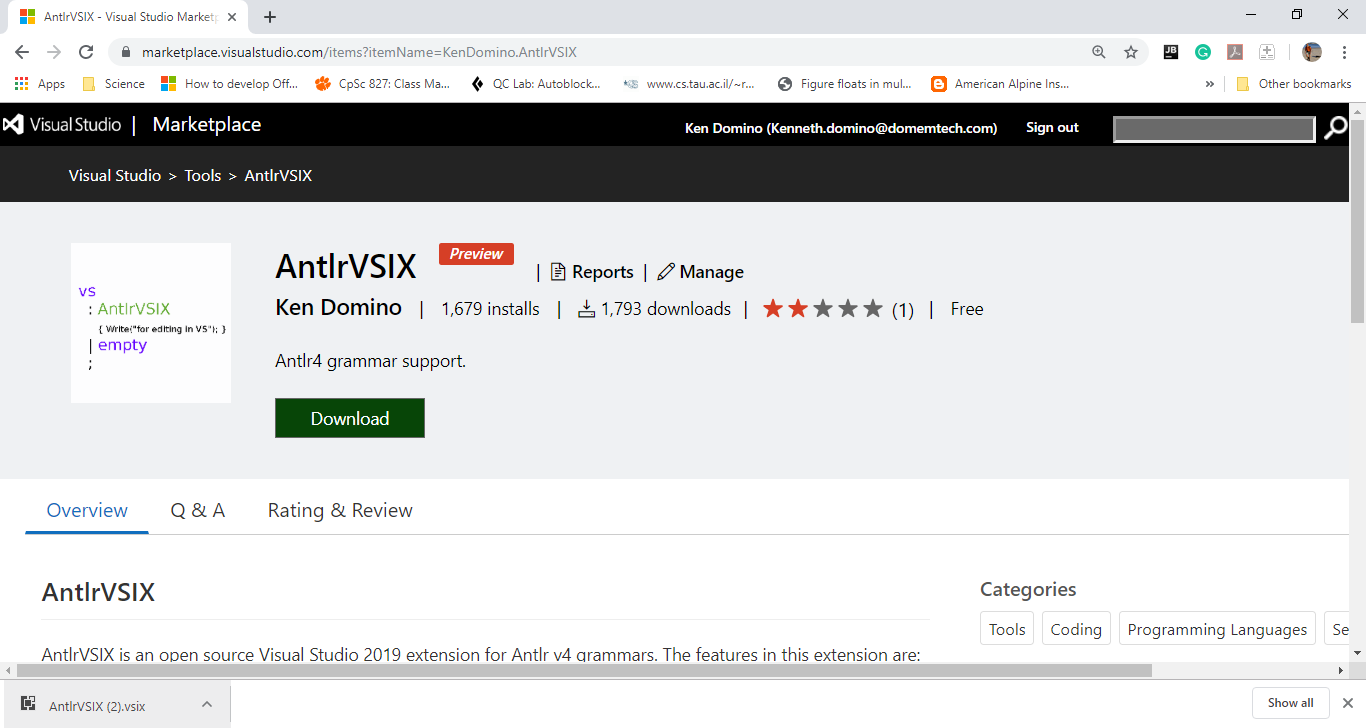 AntlrVSIX - Visual Studio Marketp
marketplace.visualstudio.com/items?itemName=KenDomino.AntlrVSIX
Apps Science How to develop Off... CpSc 827: Class Ma... QC Lab: Autoblock... www.cs.tau.ac.il/~r... Figure floats in mul... American Alpine Ins... » Other bookmarks
Visual Studio | Marketplace Ken Domino (Kenneth.domino@domemtech.com) Sign out
Visual Studio > Tools > AntlrVSIX
vs
: AntlrVSIX
{ Write("for editing in VS"); }
| empty
;
AntlrVSIX Preview | Reports | Manage
Ken Domino | 1,679 installs | 1,793 downloads | (1) | Free
Antlr4 grammar support.
Download
Overview Q & A Rating & Review
AntlrVSIX
AntlrVSIX is an open source Visual Studio 2019 extension for Antlr v4 grammars. The features in this extension are:
Categories
Tools Coding Programming Languages Se
AntlrVSIX (2).vsix Show all